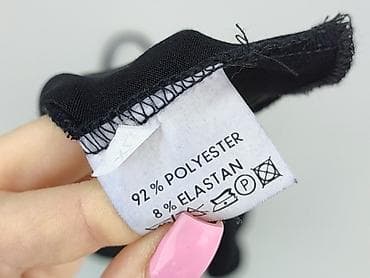 92% POLYESTER
8% ELASTAN
P